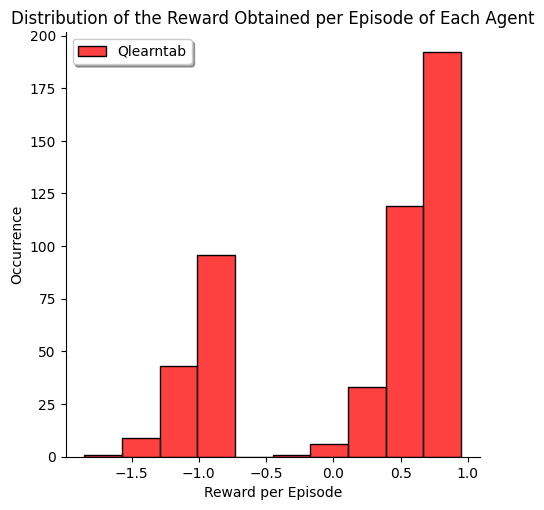 Distribution of the Reward Obtained per Episode of Each Agent
Qlearntab
200
175
150
125
100
75
50
25
0
Occurrence
−1.5 −1.0 −0.5 0.0 0.5 1.0
Reward per Episode